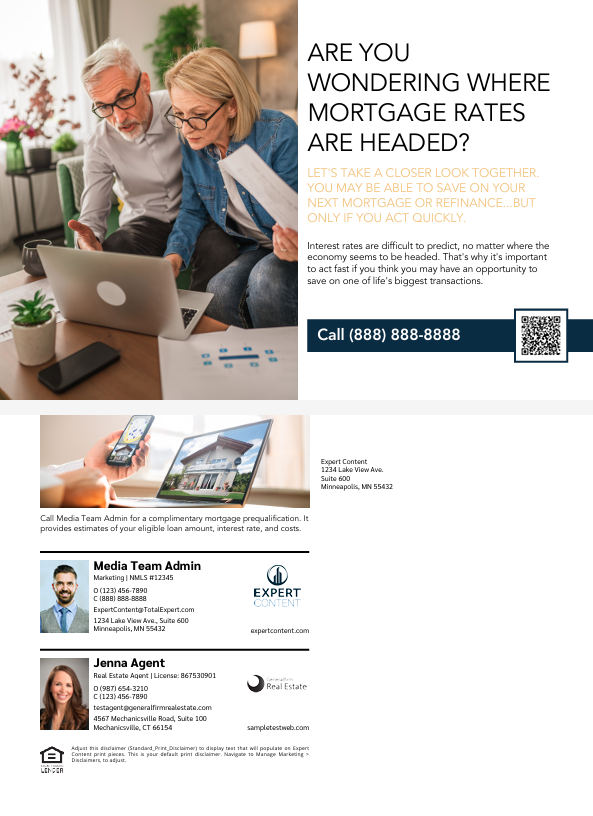 ARE YOU
WONDERING WHERE
MORTGAGE RATES
ARE HEADED?
LET'S TAKE A CLOSER LOOK TOGETHER.
YOU MAY BE ABLE TO SAVE ON YOUR
NEXT MORTGAGE OR REFINANCE...BUT
ONLY IF YOU ACT QUICKLY.
Interest rates are difficult to predict, no matter where the
economy seems to be headed. That's why it's important
to act fast if you think you may have an opportunity to
save on one of life's biggest transactions.
Call (888) 888-8888
Expert Content
1234 Lake View Ave.
Suite 600
Minneapolis, MN 55432
Call Media Team Admin for a complimentary mortgage prequalification. It
provides estimates of your eligible loan amount, interest rate, and costs.
Media Team Admin
Marketing | NMLS #12345
O (123) 456-7890
C (888) 888-8888
ExpertContent@TotalExpert.com
1234 Lake View Ave., Suite 600
Minneapolis, MN 55432
EXPERT
CONTENT
expertcontent.com
Jenna Agent
Real Estate Agent | License: 867530901
O (987) 654-3210
C (123) 456-7890
testagent@generalfirmrealestate.com
4567 Mechanicsville Road, Suite 100
Mechanicsville, CT 66154
General Firm
Real Estate
sampletestweb.com
Adjust this disclaimer (Standard_Print_Disclaimer) to display text that will populate on Expert
Content print pieces. This is your default print disclaimer. Navigate to Manage Marketing >
Disclaimers, to adjust.
EQUAL HOUSING
LENDER